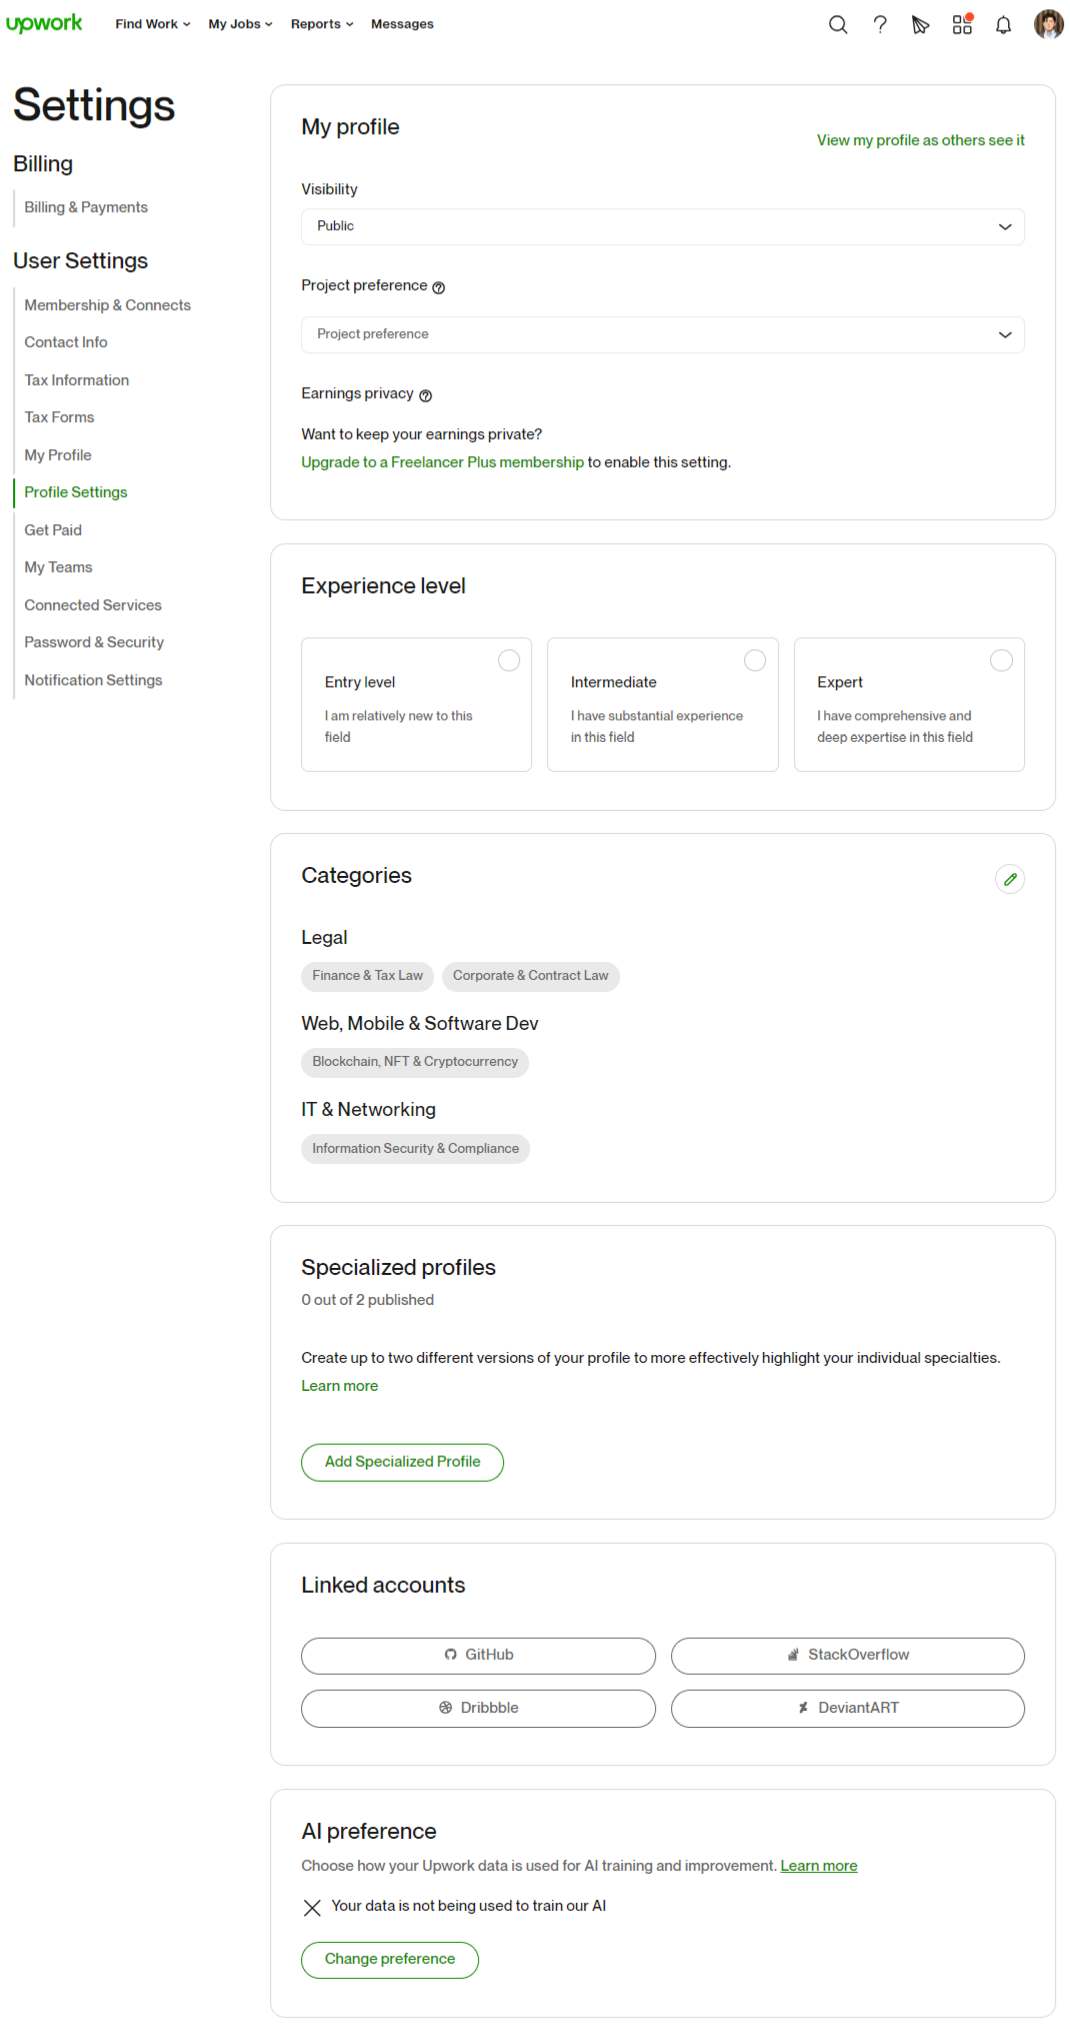 upwork
Find Work
My Jobs
Reports
Messages
Settings
Billing
Billing & Payments
User Settings
Membership & Connects
Contact Info
Tax Information
Tax Forms
My Profile
Profile Settings
Get Paid
My Teams
Connected Services
Password & Security
Notification Settings
My profile
View my profile as others see it
Visibility
Public
Project preference
Project preference
Earnings privacy
Want to keep your earnings private?
Upgrade to a Freelancer Plus membership to enable this setting.
Experience level
Entry level
I am relatively new to this
field
Intermediate
I have substantial experience
in this field
Expert
I have comprehensive and
deep expertise in this field
Categories
Legal
Finance & Tax Law
Corporate & Contract Law
Web, Mobile & Software Dev
Blockchain, NFT & Cryptocurrency
IT & Networking
Information Security & Compliance
Specialized profiles
0 out of 2 published
Create up to two different versions of your profile to more effectively highlight your individual specialties.
Learn more
Add Specialized Profile
Linked accounts
GitHub
StackOverflow
Dribbble
DeviantART
AI preference
Choose how your Upwork data is used for AI training and improvement. Learn more
Your data is not being used to train our AI
Change preference